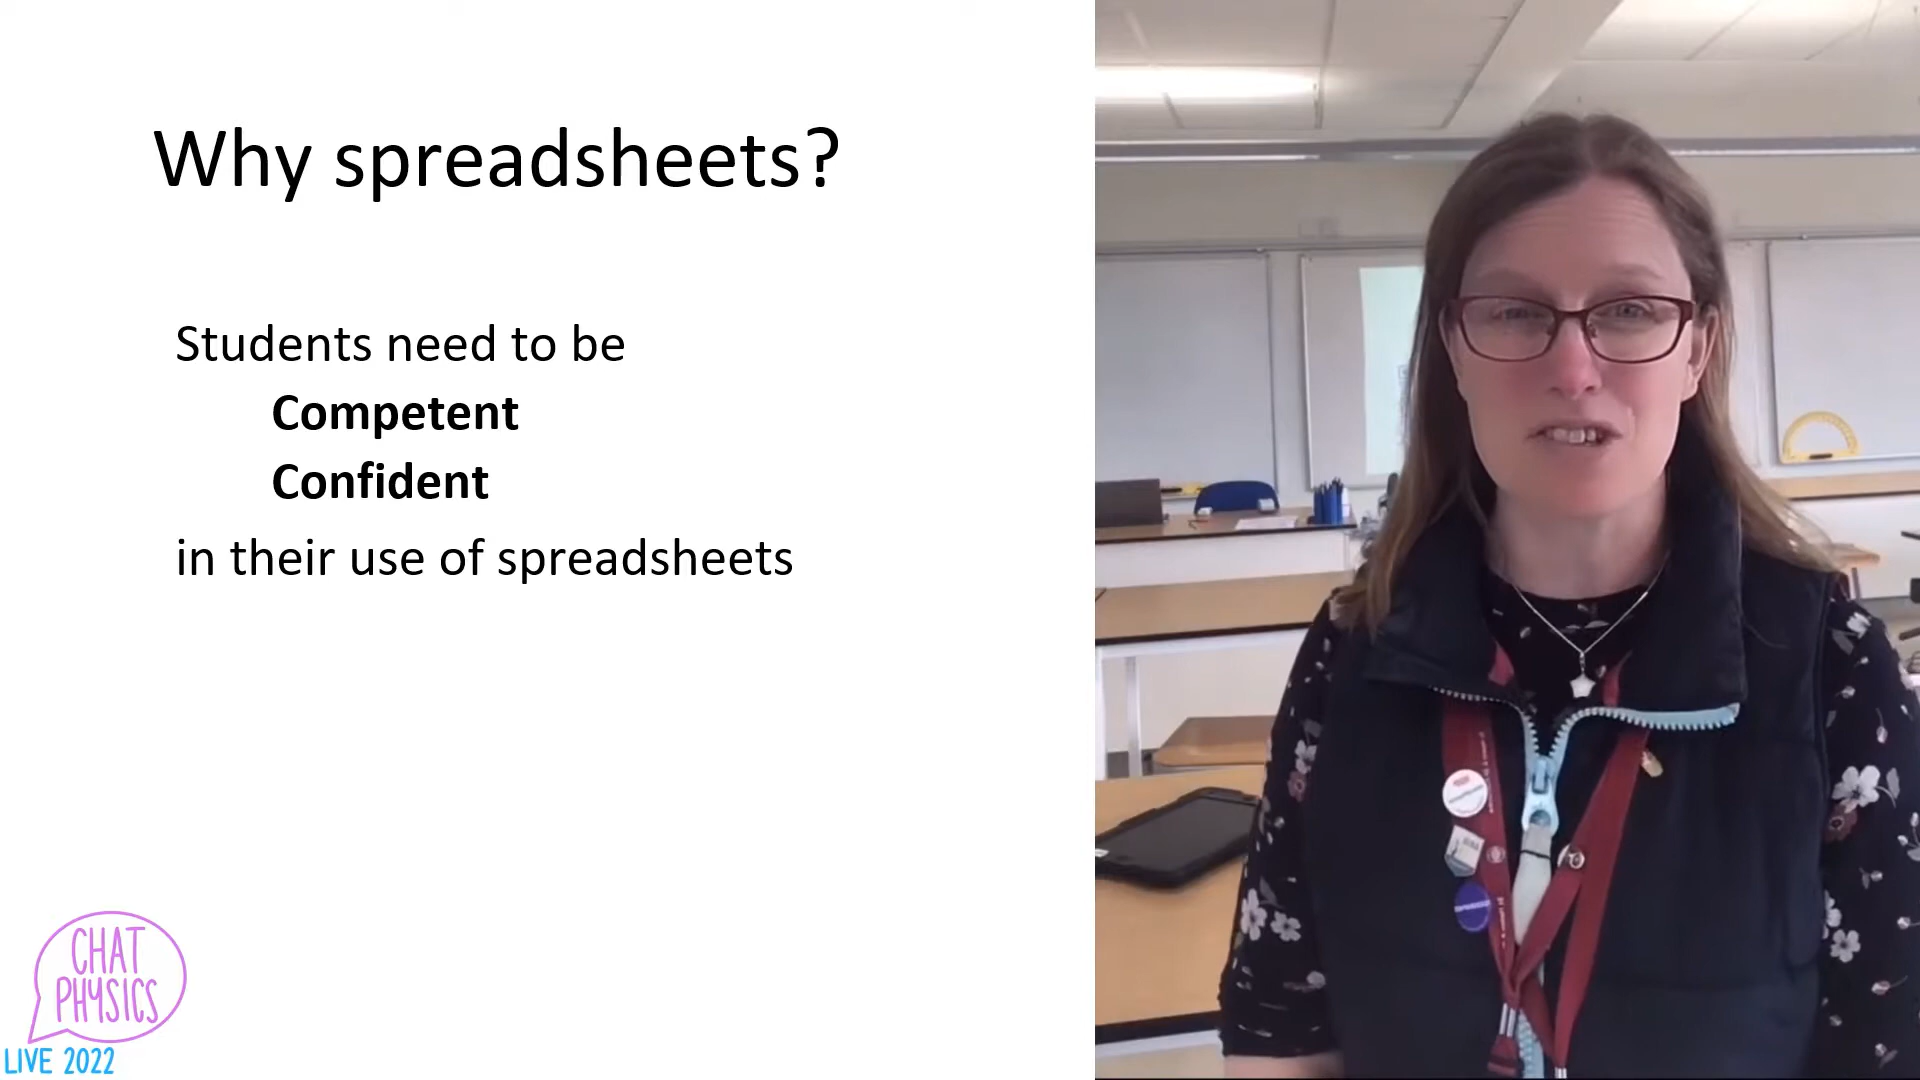 Why spreadsheets?
Students need to be
Competent
Confident
in their use of spreadsheets
CHAT
PHYSICS
LIVE 2022